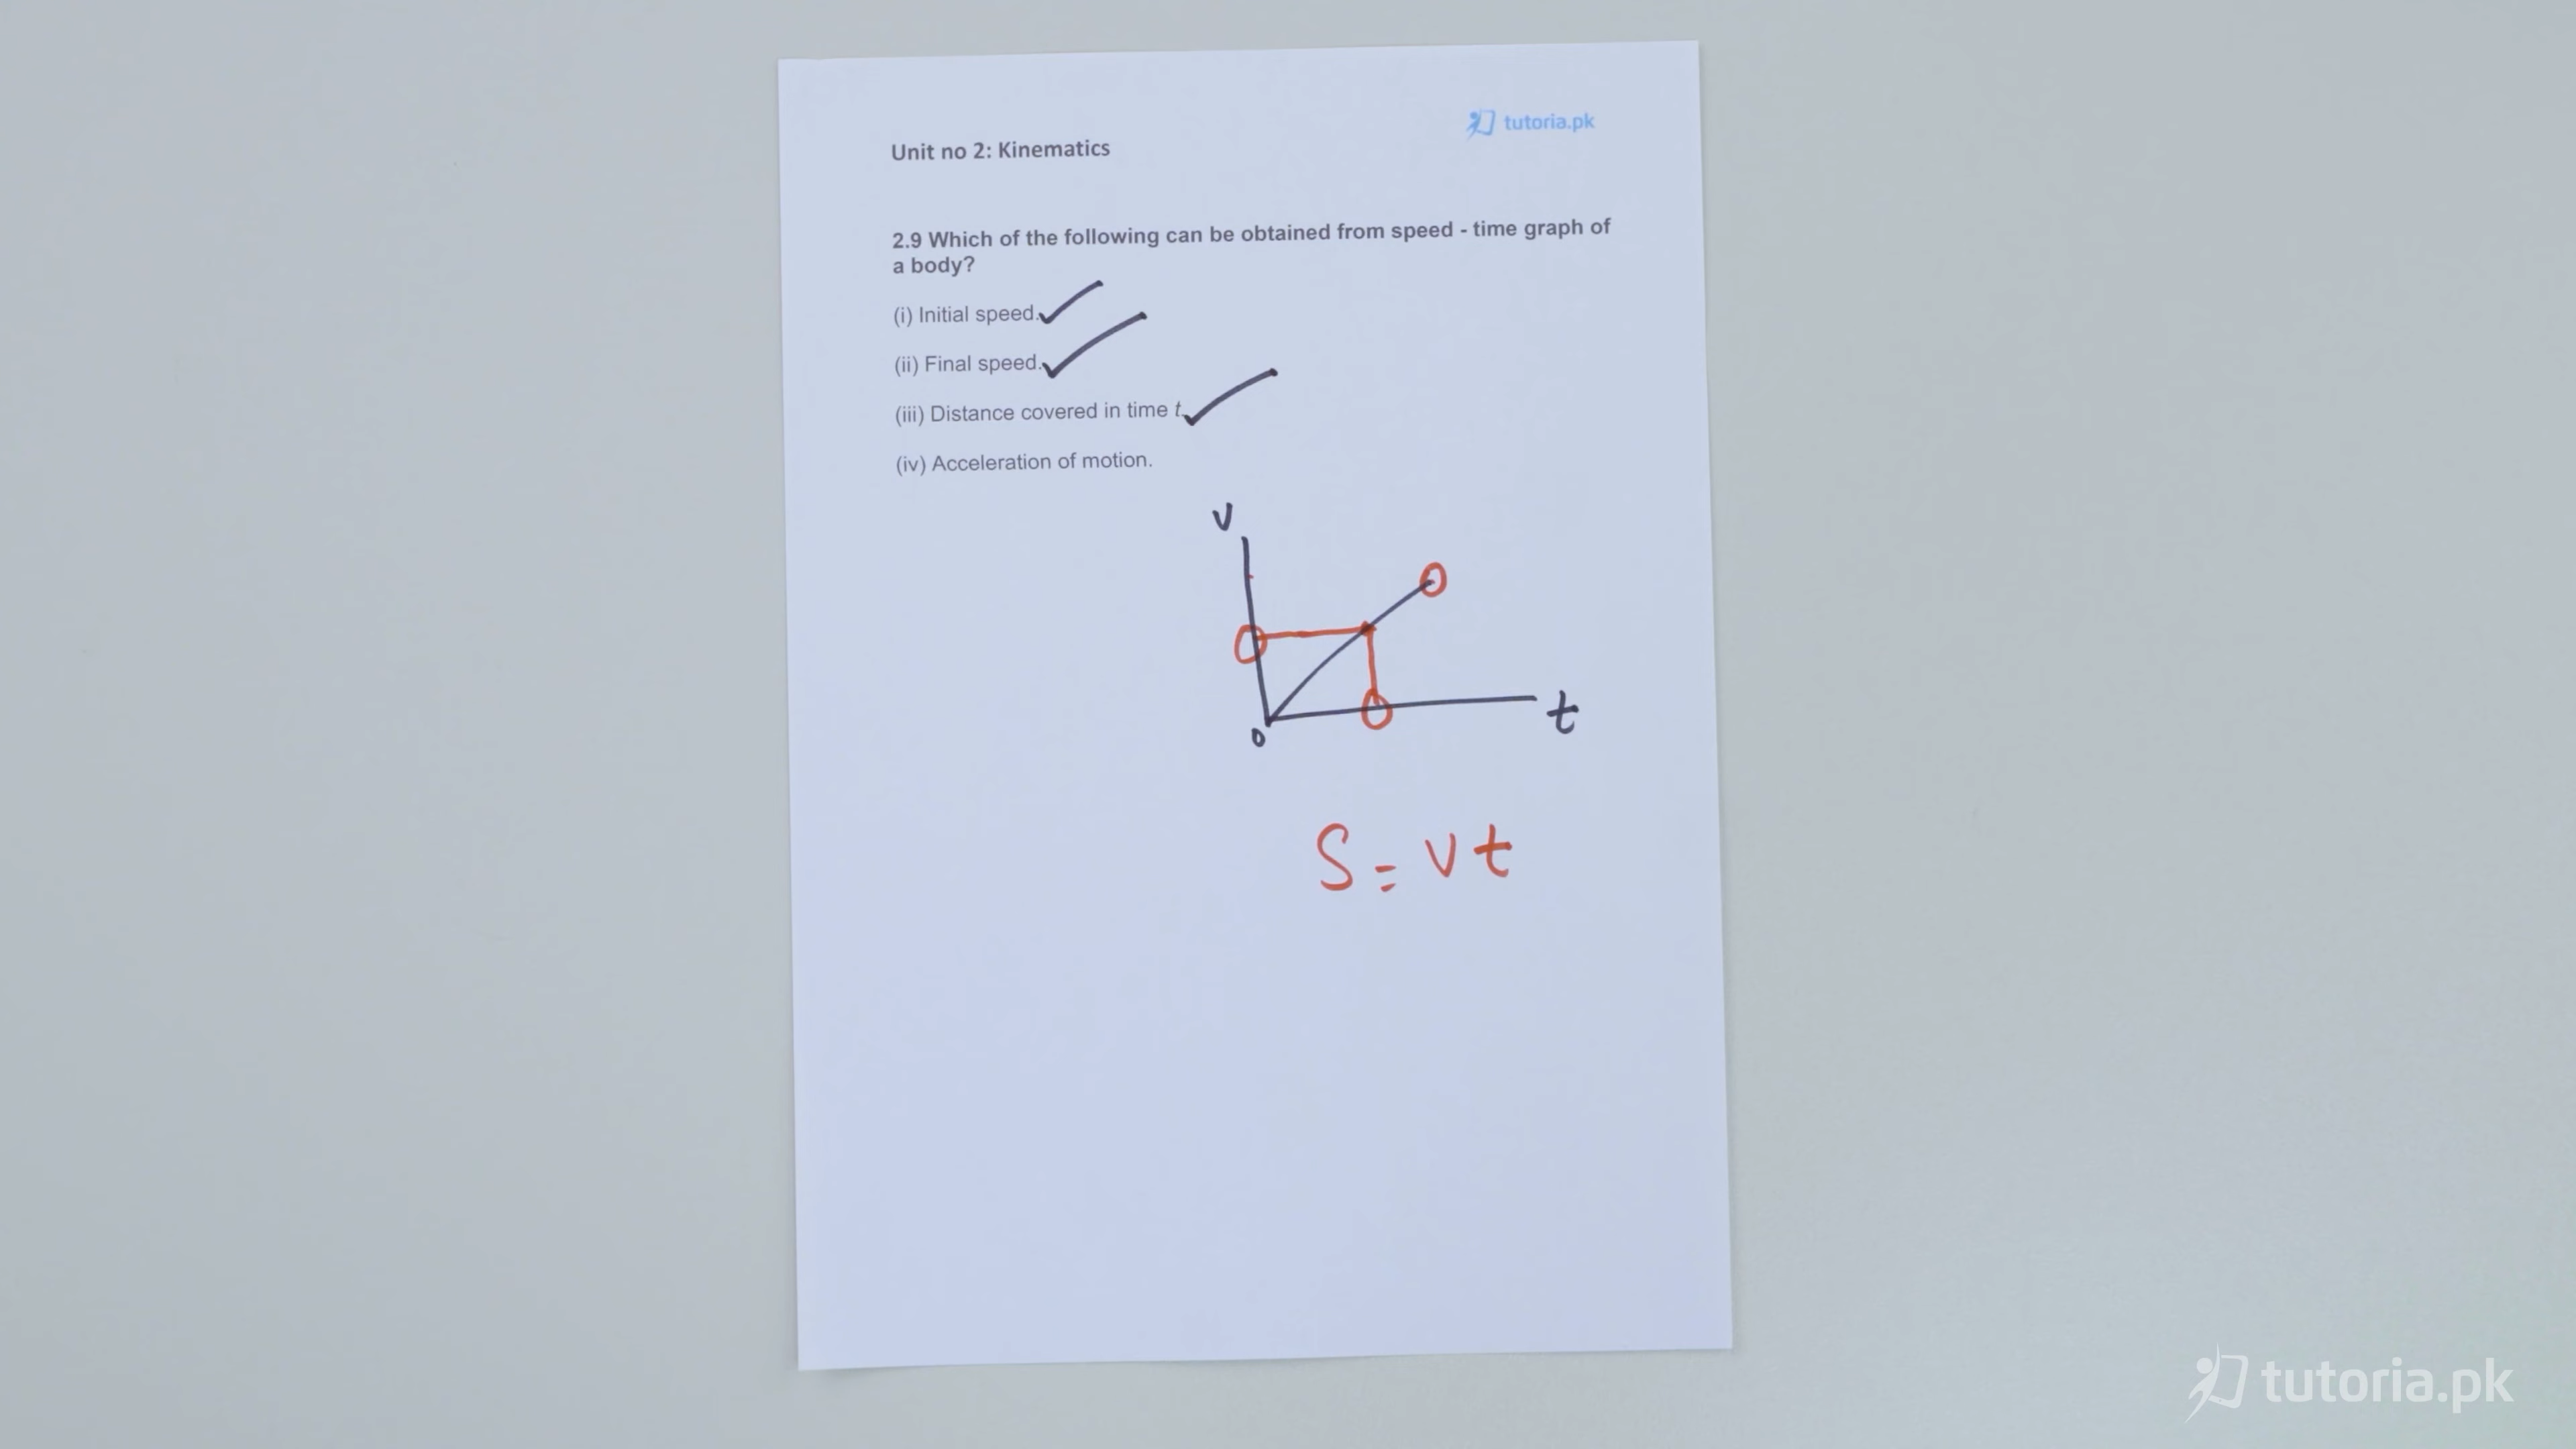 tutoria.pk
Unit no 2: Kinematics
2.9 Which of the following can be obtained from speed - time graph of
a body?
(i) Initial speed.
(ii) Final speed.
(iii) Distance covered in time t.
(iv) Acceleration of motion.
v
t
0
S = vt
tutoria.pk